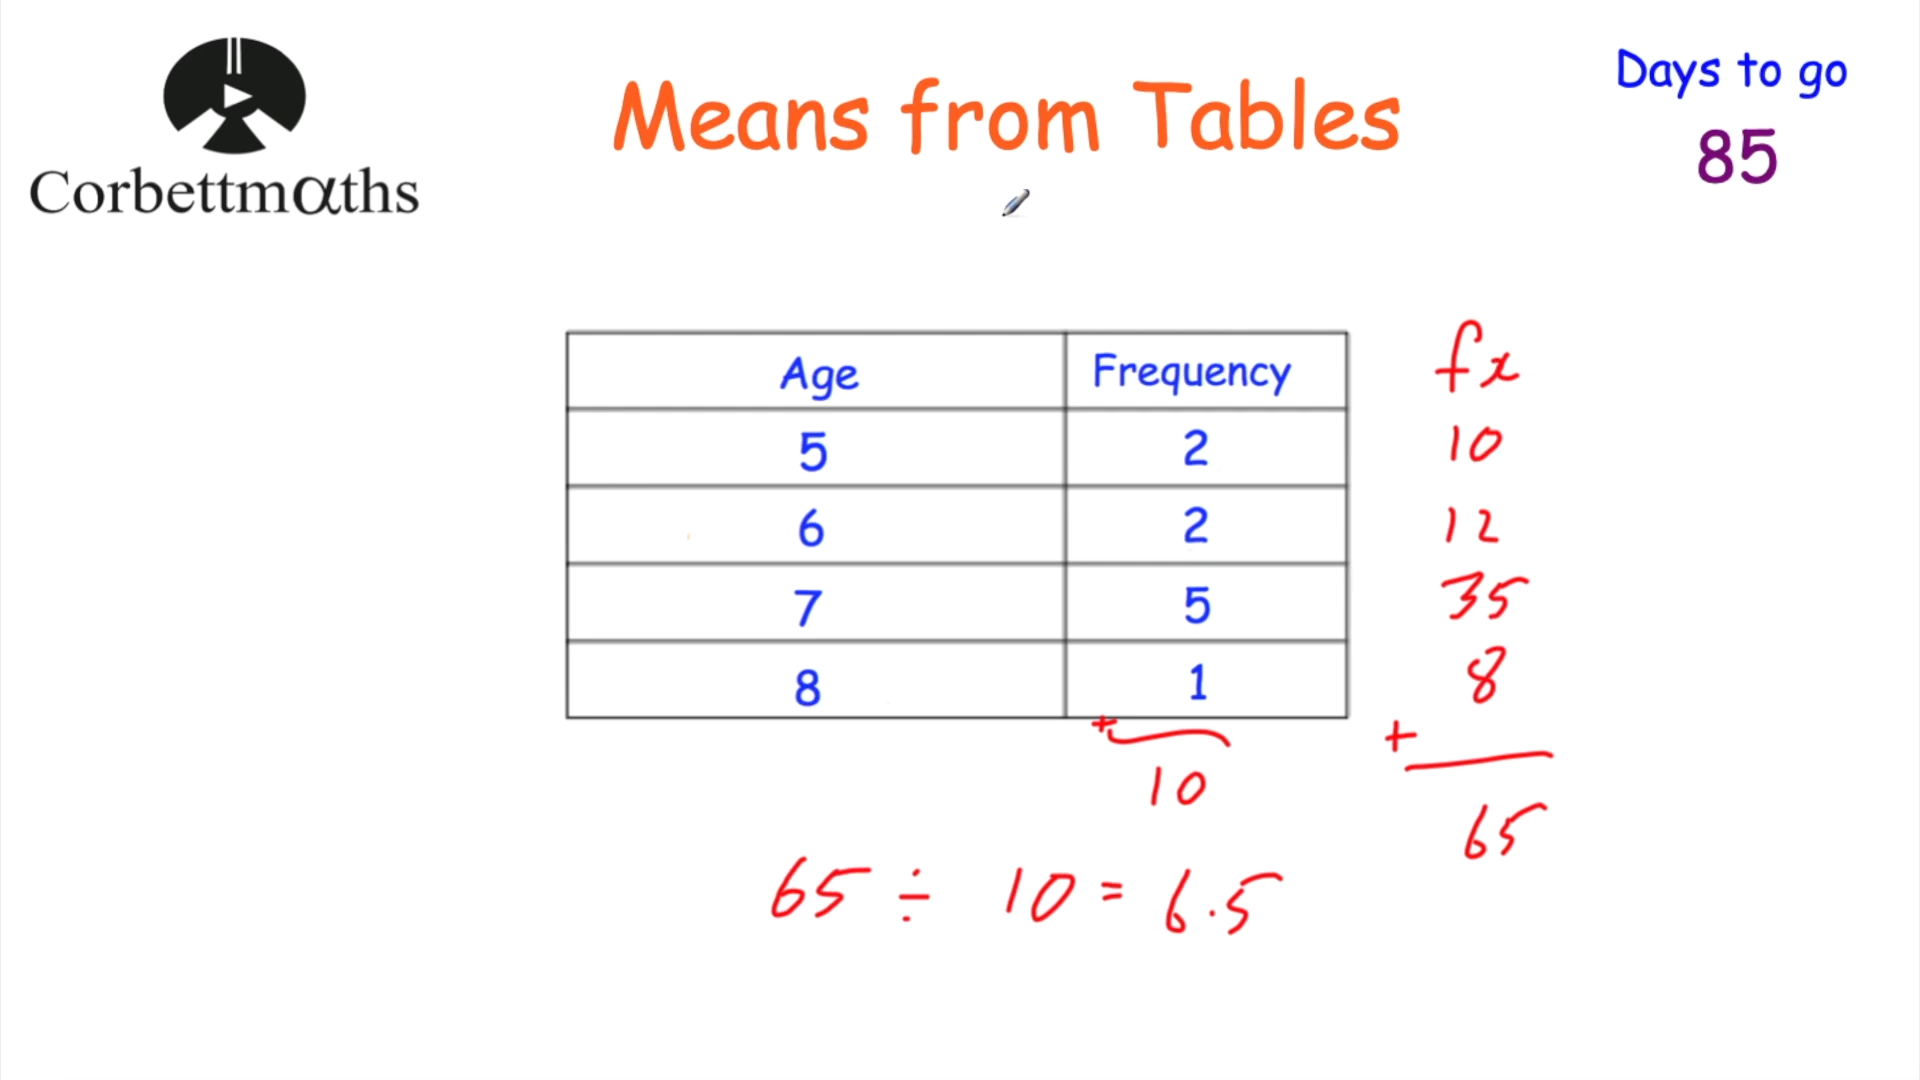 Corbettmαths
Means from Tables
Days to go
85
Age Frequency fx
5 2 10
6 2 12
7 5 35
8 1 8
+ +
10 65
65 ÷ 10 = 6.5